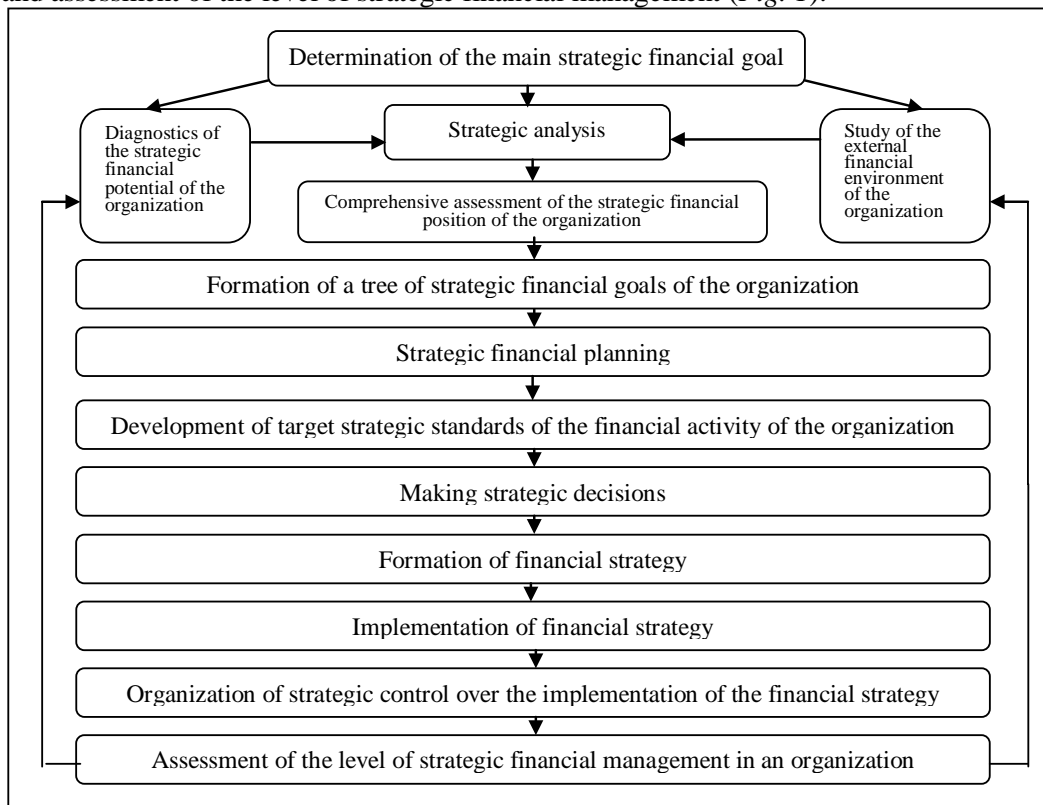 and assessment of the level of strategic financial management (Fig. 1).
Determination of the main strategic financial goal
Diagnostics of
the strategic
financial
potential of the
organization
Strategic analysis
Study of the
external
financial
environment
of the
organization
Comprehensive assessment of the strategic financial
position of the organization
Formation of a tree of strategic financial goals of the organization
Strategic financial planning
Development of target strategic standards of the financial activity of the organization
Making strategic decisions
Formation of financial strategy
Implementation of financial strategy
Organization of strategic control over the implementation of the financial strategy
Assessment of the level of strategic financial management in an organization